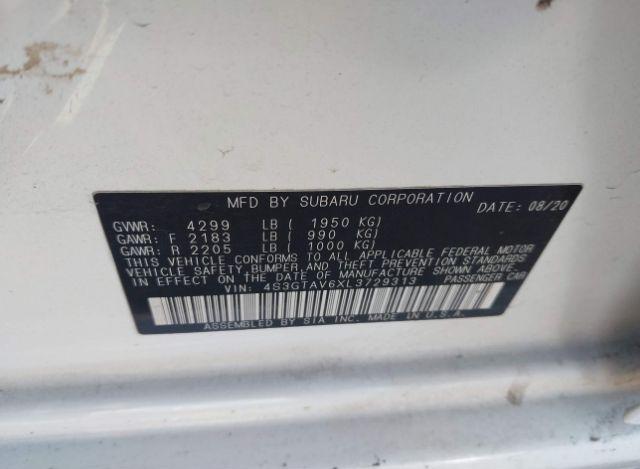 MFD BY SUBARU CORPORATION DATE: 08/20
GVWR: 4299 LB ( 1950 KG)
GAWR: F 2183 LB ( 990 KG)
GAWR: R 2205 LB ( 1000 KG)
THIS VEHICLE CONFORMS TO ALL APPLICABLE FEDERAL MOTOR
VEHICLE SAFETY, BUMPER, AND THEFT PREVENTION STANDARDS
IN EFFECT ON THE DATE OF MANUFACTURE SHOWN ABOVE.
VIN: 4S3GTAV6XL3729313 PASSENGER CAR
ASSEMBLED BY SIA INC. MADE IN U.S.A.